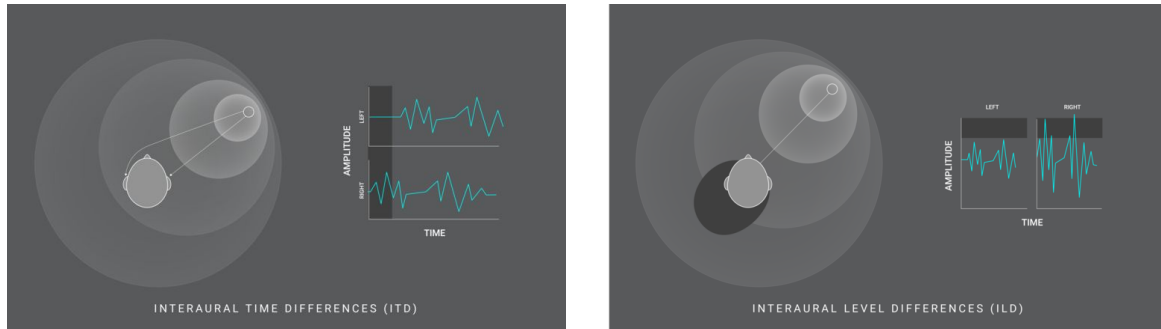 AMPLITUDE
LEFT
RIGHT
TIME
INTERAURAL TIME DIFFERENCES (ITD)
LEFT
RIGHT
AMPLITUDE
TIME
INTERAURAL LEVEL DIFFERENCES (ILD)